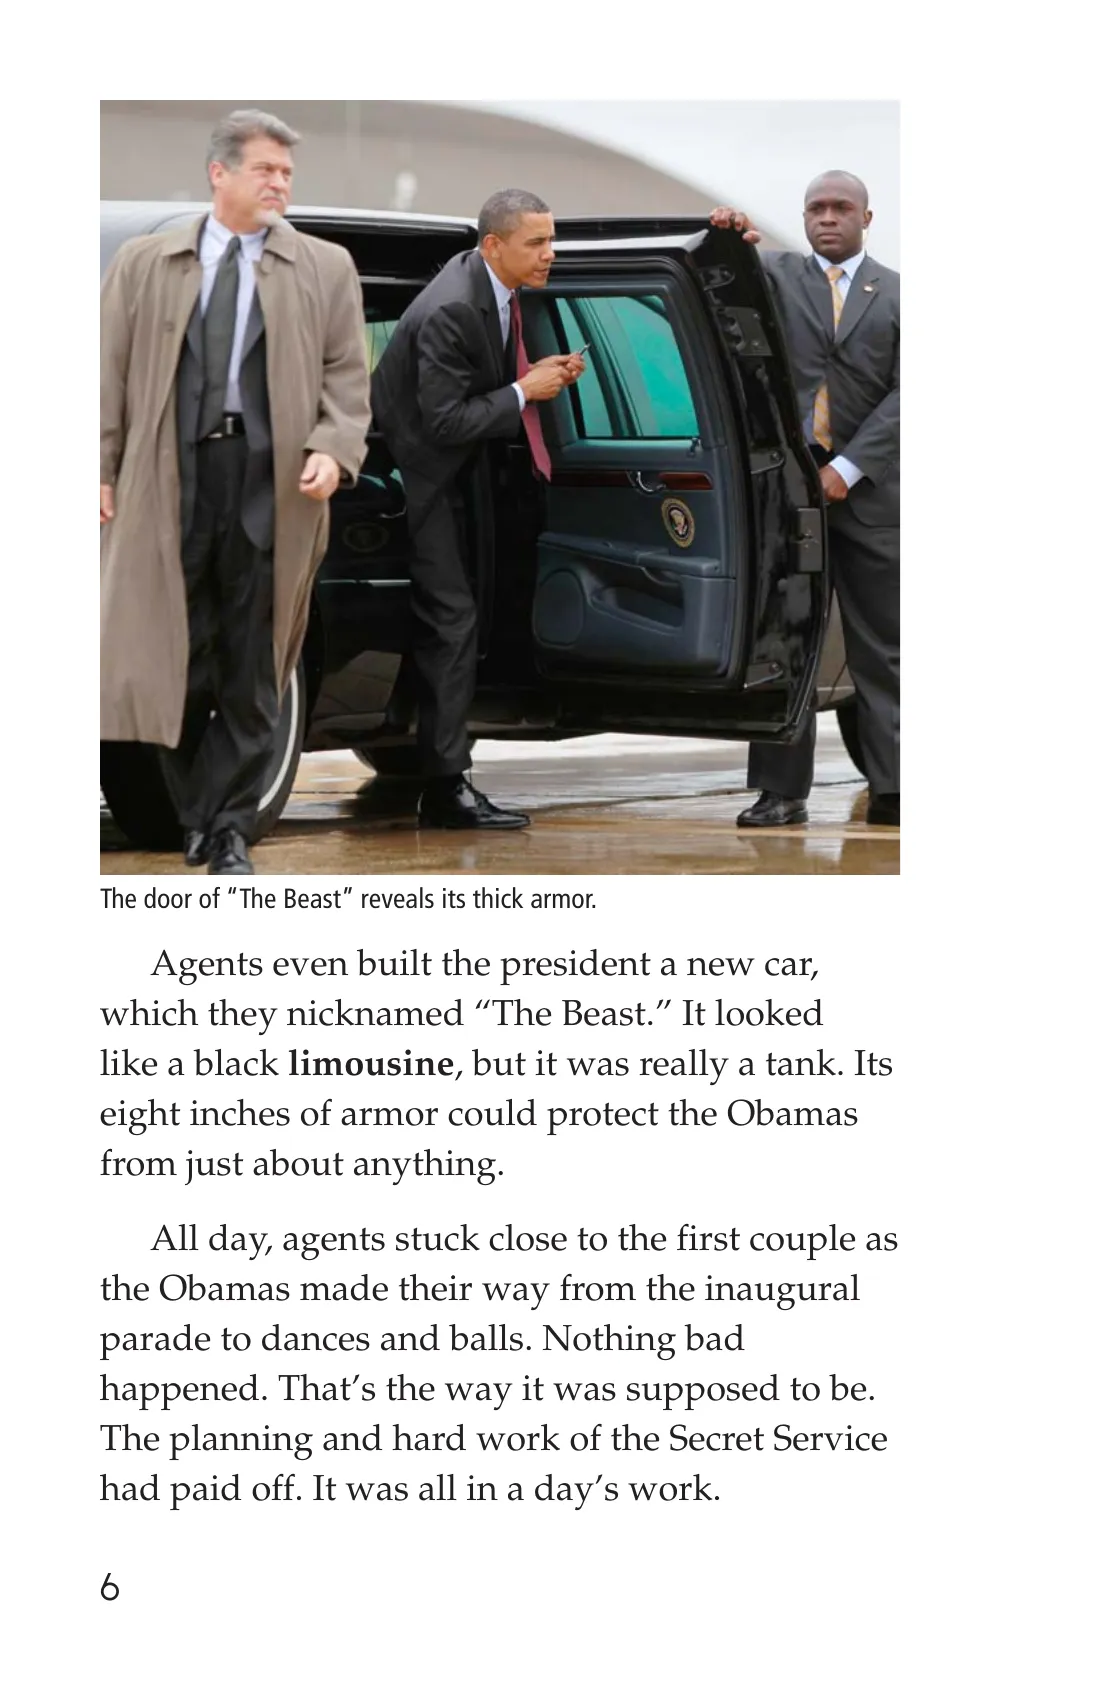 The door of “The Beast” reveals its thick armor.
Agents even built the president a new car,
which they nicknamed “The Beast.” It looked
like a black limousine, but it was really a tank. Its
eight inches of armor could protect the Obamas
from just about anything.
All day, agents stuck close to the first couple as
the Obamas made their way from the inaugural
parade to dances and balls. Nothing bad
happened. That’s the way it was supposed to be.
The planning and hard work of the Secret Service
had paid off. It was all in a day’s work.
6